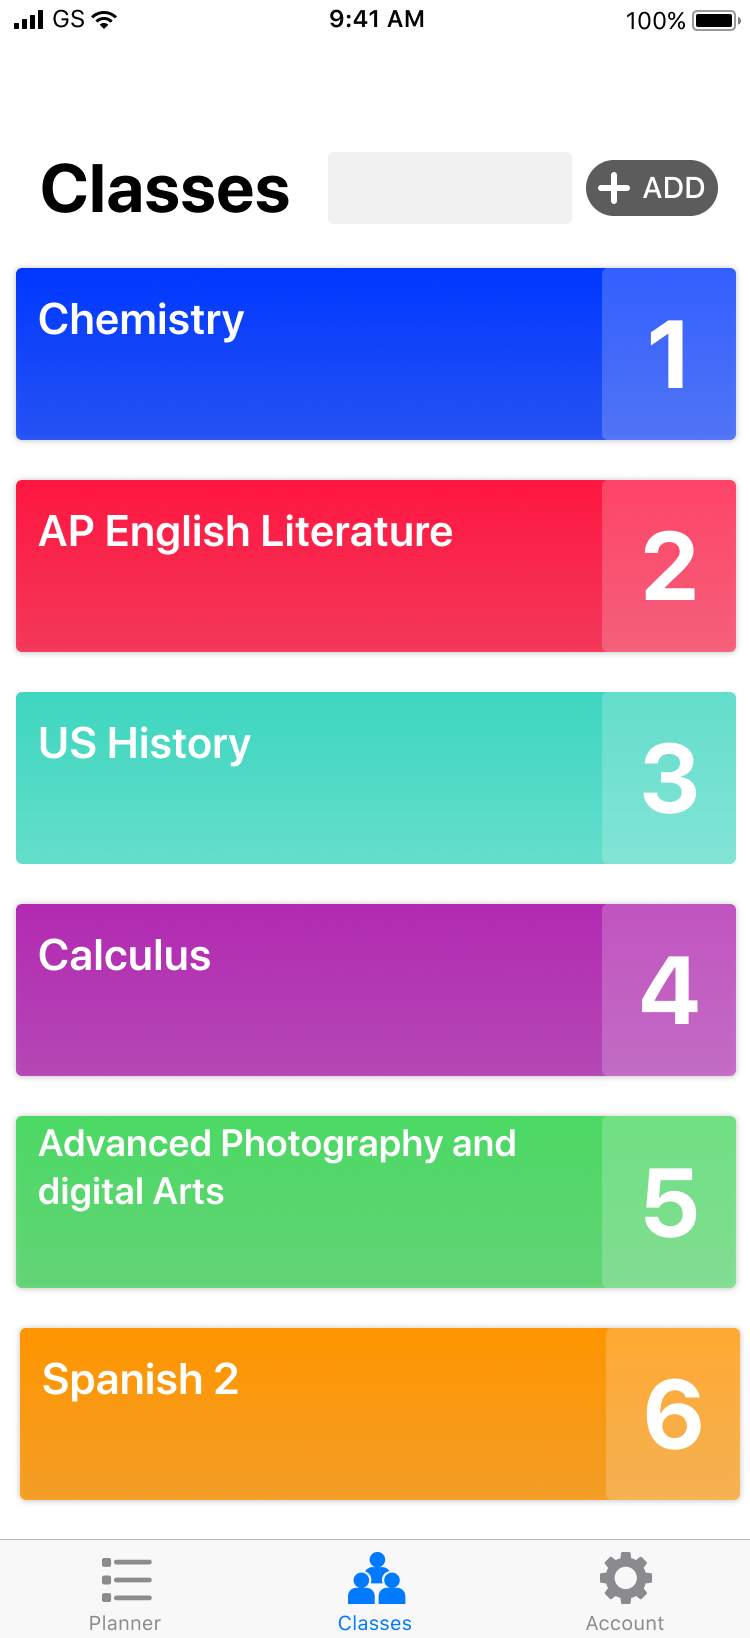 GS 9:41 AM 100%
Classes ADD
Chemistry 1
AP English Literature 2
US History 3
Calculus 4
Advanced Photography and
digital Arts 5
Spanish 2 6
Planner Classes Account